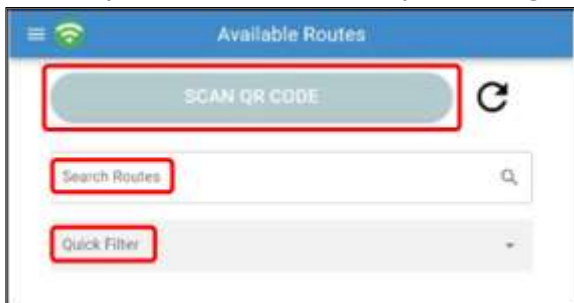 Available Routes
SCAN QR CODE
Search Routes
Quick Filter